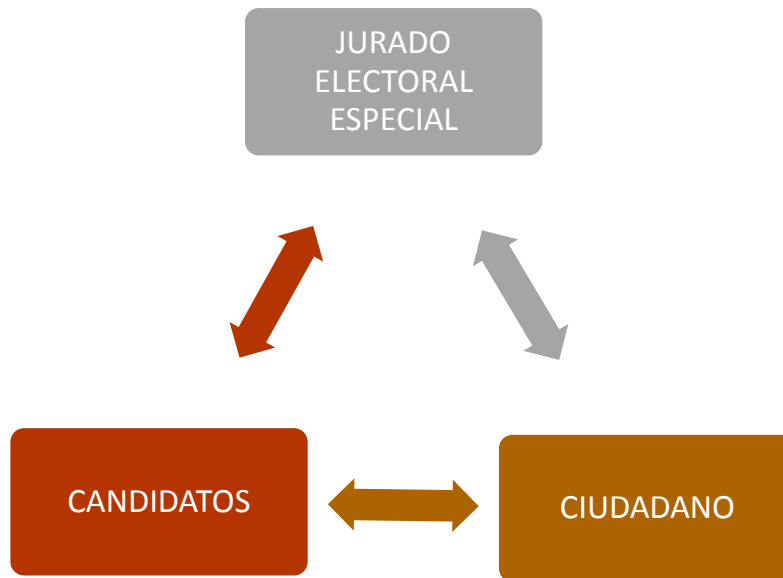 JURADO
ELECTORAL
ESPECIAL
CANDIDATOS
CIUDADANO